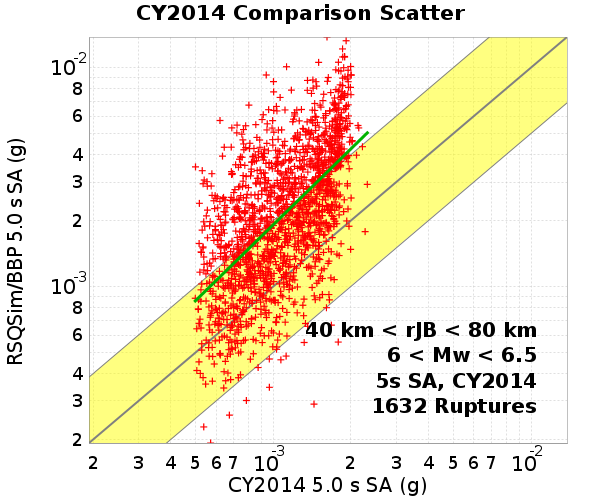 CY2014 Comparison Scatter
RSQSim/BBP 5.0 s SA (g)
10-2
8
6
4
3
2
10-3
8
6
4
3
2
40 km < rJB < 80 km
6 < Mw < 6.5
5s SA, CY2014
1632 Ruptures
2 3 4 5 6 7 10-3 2 3 4 5 6 7 10-2
CY2014 5.0 s SA (g)